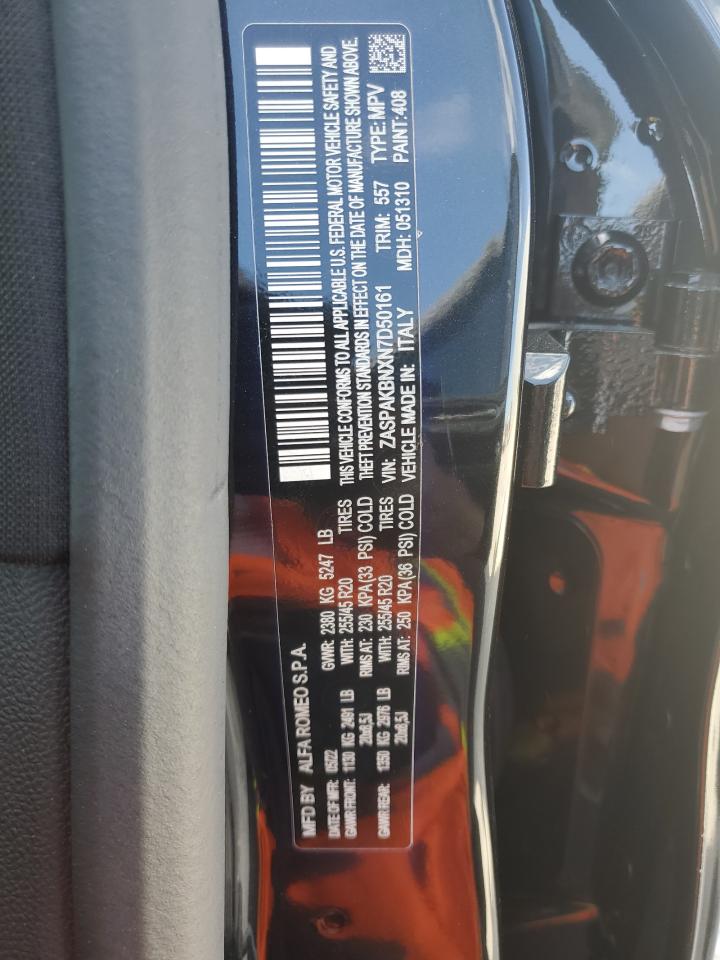 MFD BY ALFA ROMEO S.P.A.
DATE OF MFR: 05/22 GVWR: 2380 KG 5247 LB
GAWR FRONT: 1130 KG 2491 LB WITH: 255/45 R20 TIRES
20x8,5J RIMS AT: 230 KPA(33 PSI) COLD
GAWR REAR: 1350 KG 2976 LB WITH: 255/45 R20 TIRES
20x8,5J RIMS AT: 250 KPA(36 PSI) COLD
THIS VEHICLE CONFORMS TO ALL APPLICABLE U.S. FEDERAL MOTOR VEHICLE SAFETY AND
THEFT PREVENTION STANDARDS IN EFFECT ON THE DATE OF MANUFACTURE SHOWN ABOVE.
VIN: ZASPAKBNXN7D50161 TRIM: 557 TYPE: MPV
VEHICLE MADE IN: ITALY MDH: 051310 PAINT: 408